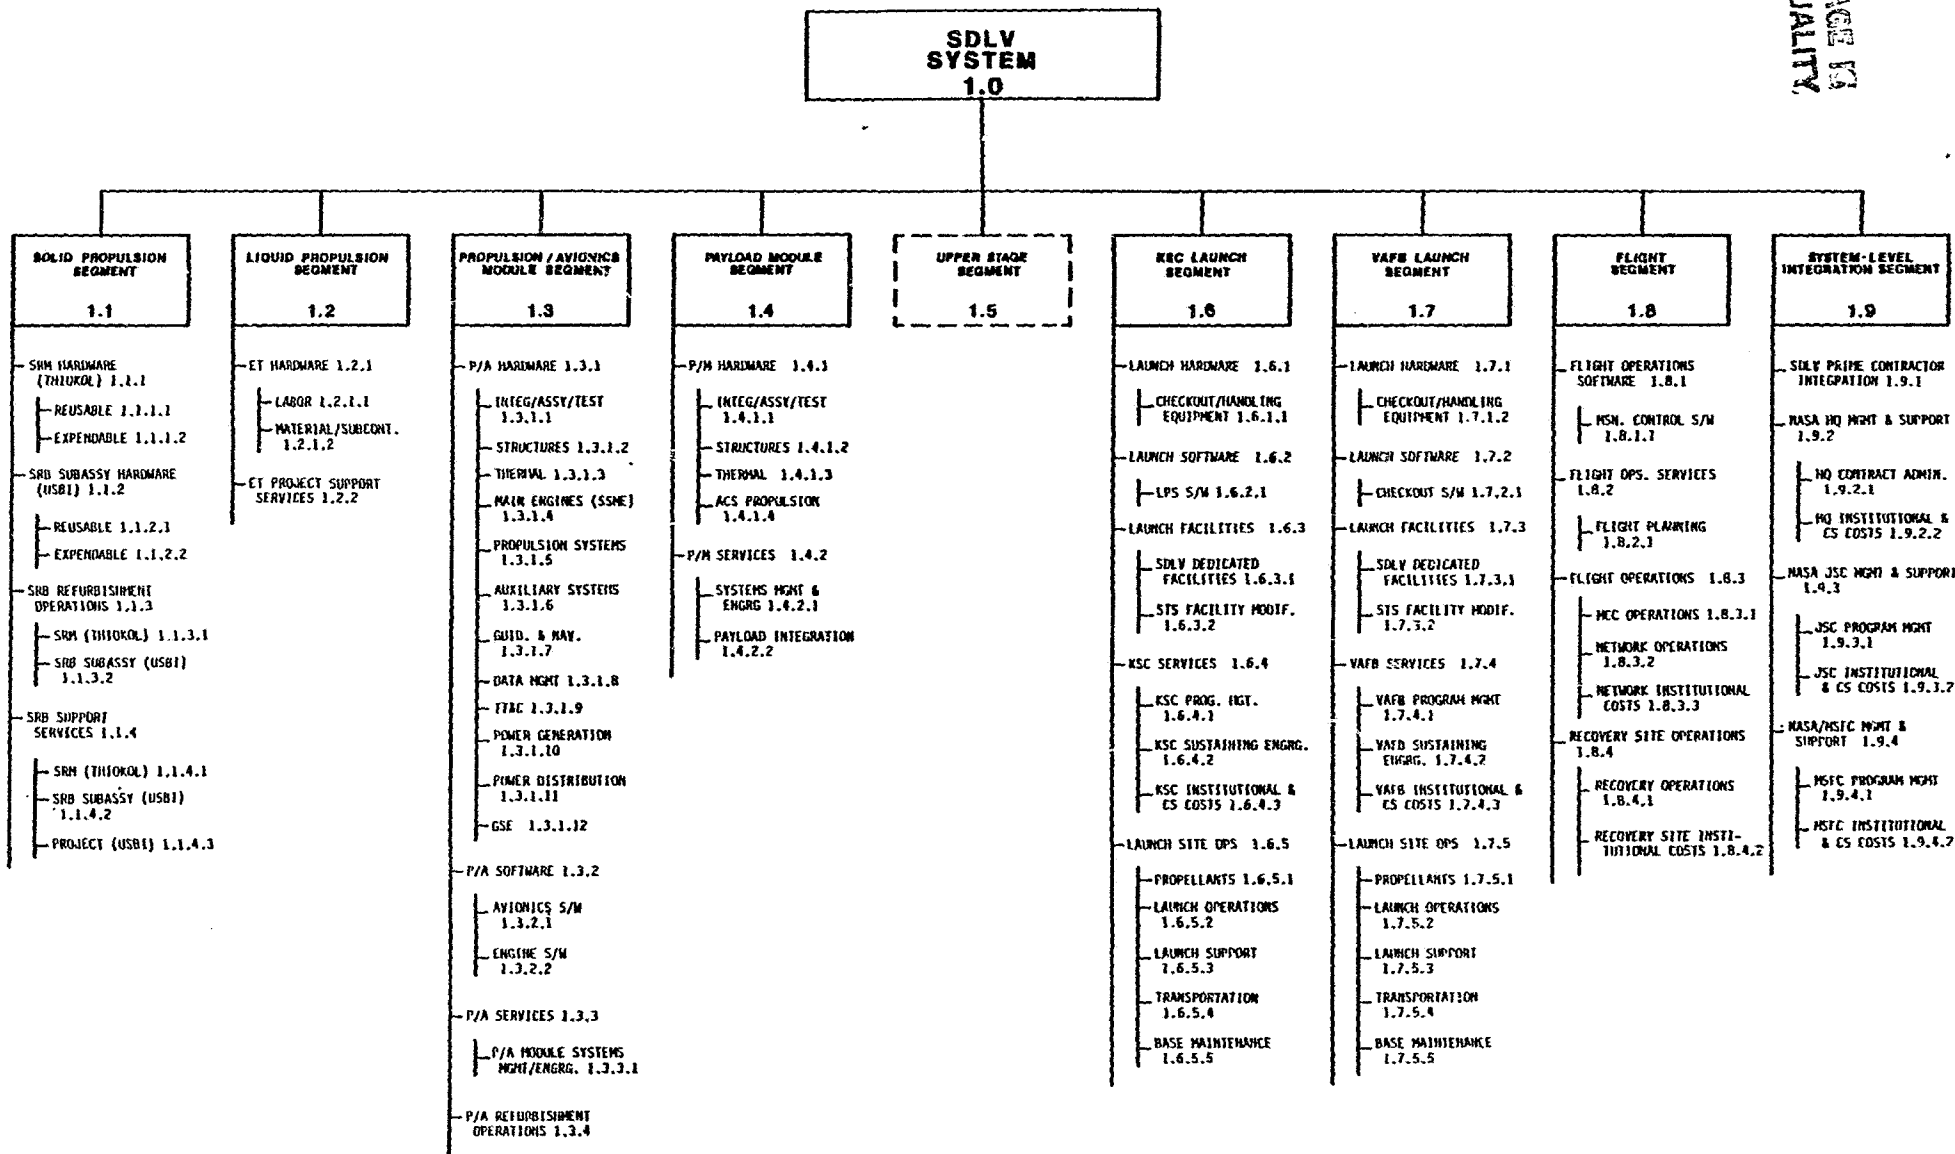 SDLV
SYSTEM
1.0
SOLID PROPULSION
SEGMENT
1.1
SRM HARDWARE
(THIOKOL) 1.1.1
REUSABLE 1.1.1.1
EXPENDABLE 1.1.1.2
SRB SUBASSY HARDWARE
(USBI) 1.1.2
REUSABLE 1.1.2.1
EXPENDABLE 1.1.2.2
SRB REFURBISHMENT
OPERATIONS 1.1.3
SRM (THIOKOL) 1.1.3.1
SRB SUBASSY (USBI)
1.1.3.2
SRB SUPPORT
SERVICES 1.1.4
SRM (THIOKOL) 1.1.4.1
SRB SUBASSY (USBI)
1.1.4.2
PROJECT (USBI) 1.1.4.3
LIQUID PROPULSION
SEGMENT
1.2
ET HARDWARE 1.2.1
LABOR 1.2.1.1
MATERIAL/SUBCONT.
1.2.1.2
ET PROJECT SUPPORT
SERVICES 1.2.2
PROPULSION / AVIONICS
MODULE SEGMENT
1.3
P/A HARDWARE 1.3.1
INTEG/ASSY/TEST
1.3.1.1
STRUCTURES 1.3.1.2
THERMAL 1.3.1.3
MAIN ENGINES (SSME)
1.3.1.4
PROPULSION SYSTEMS
1.3.1.5
AUXILIARY SYSTEMS
1.3.1.6
GUID. & NAV.
1.3.1.7
DATA MGMT 1.3.1.8
TT&C 1.3.1.9
POWER GENERATION
1.3.1.10
POWER DISTRIBUTION
1.3.1.11
GSE 1.3.1.12
P/A SOFTWARE 1.3.2
AVIONICS S/W
1.3.2.1
ENGINE S/W
1.3.2.2
P/A SERVICES 1.3.3
P/A MODULE SYSTEMS
MGMT/ENGRG. 1.3.3.1
P/A REFURBISHMENT
OPERATIONS 1.3.4
PAYLOAD MODULE
SEGMENT
1.4
P/M HARDWARE 1.4.1
INTEG/ASSY/TEST
1.4.1.1
STRUCTURES 1.4.1.2
THERMAL 1.4.1.3
ACS PROPULSION
1.4.1.4
P/M SERVICES 1.4.2
SYSTEMS MGMT &
ENGRG 1.4.2.1
PAYLOAD INTEGRATION
1.4.2.2
UPPER STAGE
SEGMENT
1.5
KSC LAUNCH
SEGMENT
1.6
LAUNCH HARDWARE 1.6.1
CHECKOUT/HANDLING
EQUIPMENT 1.6.1.1
LAUNCH SOFTWARE 1.6.2
LPS S/W 1.6.2.1
LAUNCH FACILITIES 1.6.3
SDLV DEDICATED
FACILITIES 1.6.3.1
STS FACILITY MODIF.
1.6.3.2
KSC SERVICES 1.6.4
KSC PROG. MGT.
1.6.4.1
KSC SUSTAINING ENGRG.
1.6.4.2
KSC INSTITUTIONAL &
CS COSTS 1.6.4.3
LAUNCH SITE OPS 1.6.5
PROPELLANTS 1.6.5.1
LAUNCH OPERATIONS
1.6.5.2
LAUNCH SUPPORT
1.6.5.3
TRANSPORTATION
1.6.5.4
BASE MAINTENANCE
1.6.5.5
VAFB LAUNCH
SEGMENT
1.7
LAUNCH HARDWARE 1.7.1
CHECKOUT/HANDLING
EQUIPMENT 1.7.1.2
LAUNCH SOFTWARE 1.7.2
CHECKOUT S/W 1.7.2.1
LAUNCH FACILITIES 1.7.3
SDLV DEDICATED
FACILITIES 1.7.3.1
STS FACILITY MODIF.
1.7.3.2
VAFB SERVICES 1.7.4
VAFB PROGRAM MGMT
1.7.4.1
VAFB SUSTAINING
ENGRG. 1.7.4.2
VAFB INSTITUTIONAL &
CS COSTS 1.7.4.3
LAUNCH SITE OPS 1.7.5
PROPELLANTS 1.7.5.1
LAUNCH OPERATIONS
1.7.5.2
LAUNCH SUPPORT
1.7.5.3
TRANSPORTATION
1.7.5.4
BASE MAINTENANCE
1.7.5.5
FLIGHT
SEGMENT
1.8
FLIGHT OPERATIONS
SOFTWARE 1.8.1
MSN. CONTROL S/W
1.8.1.1
FLIGHT OPS. SERVICES
1.8.2
FLIGHT PLANNING
1.8.2.1
FLIGHT OPERATIONS 1.8.3
MCC OPERATIONS 1.8.3.1
NETWORK OPERATIONS
1.8.3.2
NETWORK INSTITUTIONAL
COSTS 1.8.3.3
RECOVERY SITE OPERATIONS
1.8.4
RECOVERY OPERATIONS
1.8.4.1
RECOVERY SITE INSTI-
TUTIONAL COSTS 1.8.4.2
SYSTEM-LEVEL
INTEGRATION SEGMENT
1.9
SDLV PRIME CONTRACTOR
INTEGRATION 1.9.1
NASA HQ MGMT & SUPPORT
1.9.2
HQ CONTRACT ADMIN.
1.9.2.1
HQ INSTITUTIONAL &
CS COSTS 1.9.2.2
NASA JSC MGMT & SUPPORT
1.9.3
JSC PROGRAM MGMT
1.9.3.1
JSC INSTITUTIONAL
& CS COSTS 1.9.3.2
NASA/MSFC MGMT &
SUPPORT 1.9.4
MSFC PROGRAM MGMT
1.9.4.1
MSFC INSTITUTIONAL
& CS COSTS 1.9.4.2